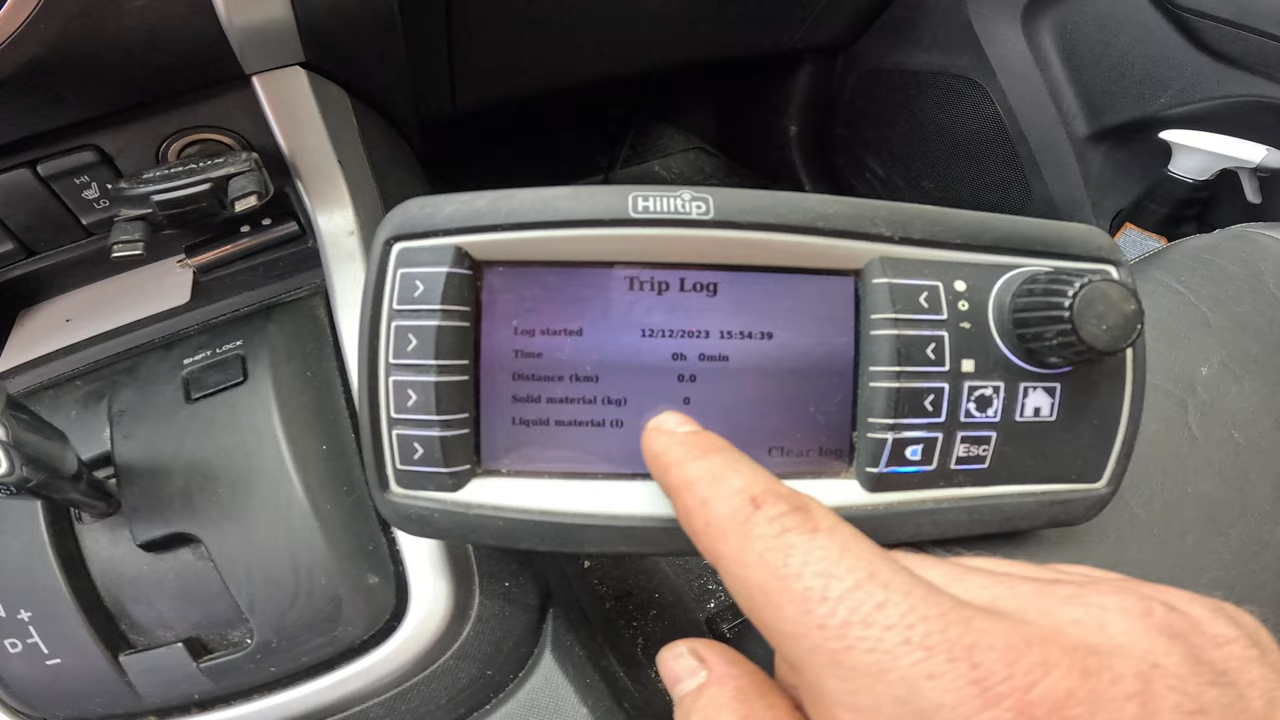 Hilltip
Trip Log
Log started 12/12/2023 15:54:39
Time 0h 0min
Distance (km) 0.0
Solid material (kg) 0
Liquid material (l)
Clear log
Esc
HI
LO
SHIFT LOCK
+
D
-